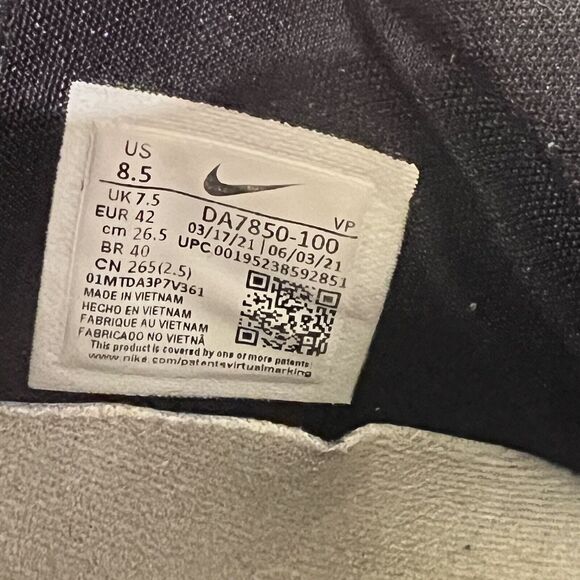 US
8.5
UK 7.5
EUR 42
cm 26.5
BR 40
CN 265(2.5)
DA7850-100 VP
03/17/21 | 06/03/21
UPC 00195238592851
01MTDA3P7V361
MADE IN VIETNAM
HECHO EN VIETNAM
FABRIQUE AU VIETNAM
FABRICADO NO VIETNÃ
This product is covered by one or more patents
www.nike.com/patentsvirtualmarking